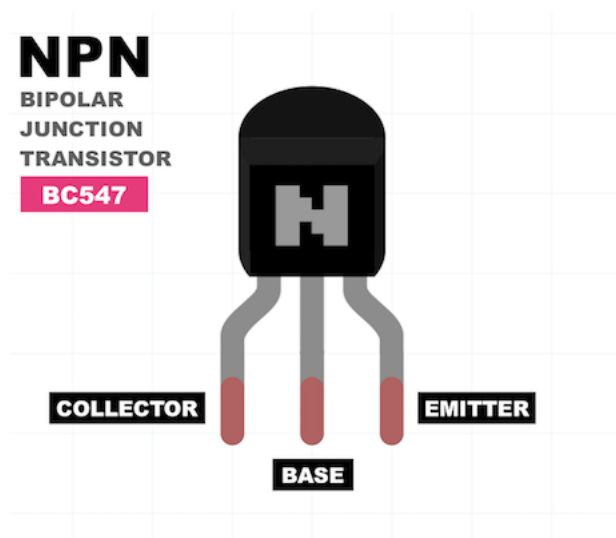 NPN
BIPOLAR
JUNCTION
TRANSISTOR
BC547
N
COLLECTOR
EMITTER
BASE